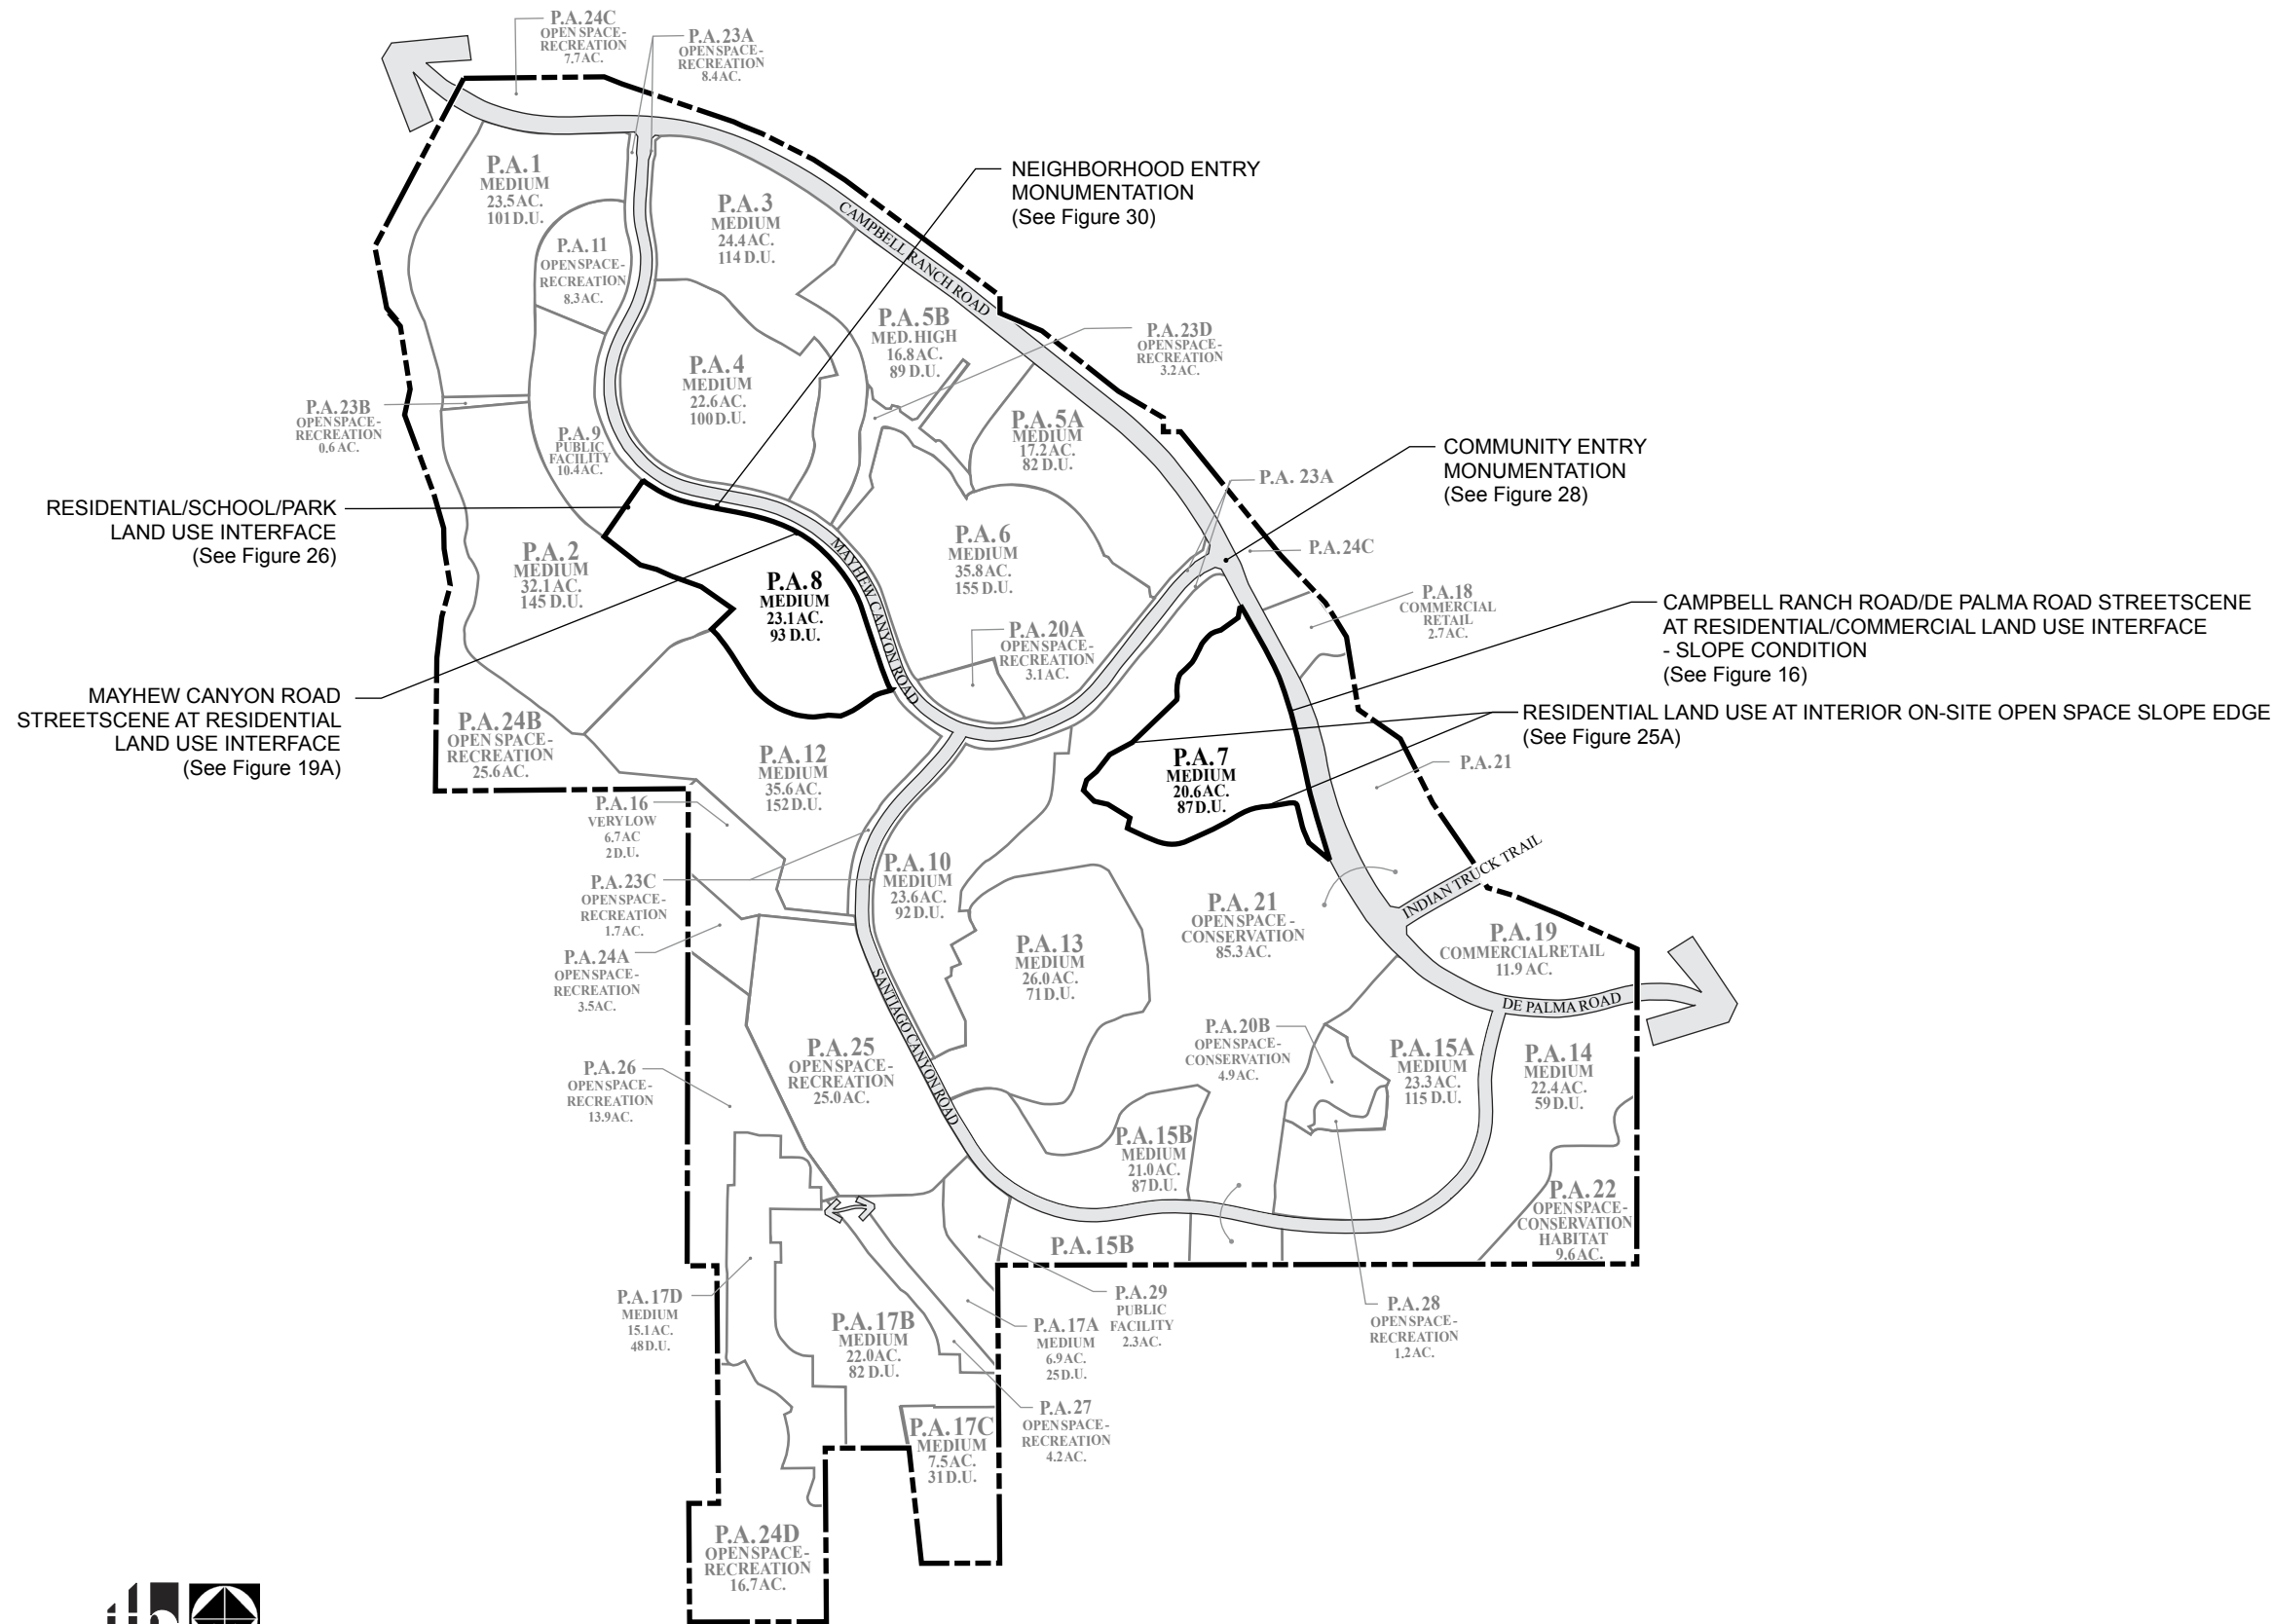 P.A.24C
OPEN SPACE-
RECREATION
7.7AC.
P.A.23A
OPEN SPACE-
RECREATION
8.4AC.
P.A.1
MEDIUM
23.5AC.
101D.U.
P.A.11
OPEN SPACE-
RECREATION
8.3AC.
P.A.3
MEDIUM
24.4AC.
114 D.U.
CAMPBELL RANCH ROAD
NEIGHBORHOOD ENTRY
MONUMENTATION
(See Figure 30)
P.A.5B
MED.HIGH
16.8AC.
89 D.U.
P.A.23D
OPEN SPACE-
RECREATION
3.2AC.
P.A.4
MEDIUM
22.6AC.
100D.U.
P.A.23B
OPEN SPACE-
RECREATION
0.6 AC.
P.A.9
PUBLIC
FACILITY
10.4AC.
P.A.5A
MEDIUM
17.2AC.
82 D.U.
COMMUNITY ENTRY
MONUMENTATION
(See Figure 28)
P.A. 23A
RESIDENTIAL/SCHOOL/PARK
LAND USE INTERFACE
(See Figure 26)
P.A.2
MEDIUM
32.1AC.
145 D.U.
P.A.8
MEDIUM
23.1AC.
93 D.U.
MAYHEW CANYON ROAD
P.A.6
MEDIUM
35.8AC.
155D.U.
P.A.24C
P.A.18
COMMERCIAL
RETAIL
2.7AC.
CAMPBELL RANCH ROAD/DE PALMA ROAD STREETSCENE
AT RESIDENTIAL/COMMERCIAL LAND USE INTERFACE
- SLOPE CONDITION
(See Figure 16)
P.A.20A
OPEN SPACE-
RECREATION
3.1AC.
MAYHEW CANYON ROAD
STREETSCENE AT RESIDENTIAL
LAND USE INTERFACE
(See Figure 19A)
P.A.24B
OPEN SPACE-
RECREATION
25.6AC.
RESIDENTIAL LAND USE AT INTERIOR ON-SITE OPEN SPACE SLOPE EDGE
(See Figure 25A)
P.A.12
MEDIUM
35.6AC.
152D.U.
P.A.7
MEDIUM
20.6AC.
87D.U.
P.A.21
P.A.16
VERY LOW
6.7AC
2D.U.
P.A.23C
OPEN SPACE-
RECREATION
1.7AC.
P.A.10
MEDIUM
23.6AC.
92D.U.
INDIAN TRUCK TRAIL
P.A.21
OPEN SPACE-
CONSERVATION
85.3AC.
P.A.19
COMMERCIAL RETAIL
11.9 AC.
P.A.24A
OPEN SPACE-
RECREATION
3.5AC.
P.A.13
MEDIUM
26.0AC.
71D.U.
SANTIAGO CANYON ROAD
DE PALMA ROAD
P.A.20B
OPEN SPACE-
CONSERVATION
4.9AC.
P.A.25
OPEN SPACE-
RECREATION
25.0AC.
P.A.15A
MEDIUM
23.3AC.
115 D.U.
P.A.14
MEDIUM
22.4AC.
59D.U.
P.A.26
OPEN SPACE-
RECREATION
13.9AC.
P.A.15B
MEDIUM
21.0AC.
87D.U.
P.A.22
OPEN SPACE-
CONSERVATION
HABITAT
9.6AC.
P.A.15B
P.A.17D
MEDIUM
15.1AC.
48D.U.
P.A.29
PUBLIC
FACILITY
2.3AC.
P.A.28
OPEN SPACE-
RECREATION
1.2AC.
P.A.17B
MEDIUM
22.0AC.
82 D.U.
P.A.17A
MEDIUM
6.9AC.
25D.U.
P.A.27
OPEN SPACE-
RECREATION
4.2AC.
P.A.17C
MEDIUM
7.5AC.
31D.U.
P.A.24D
OPEN SPACE-
RECREATION
16.7AC.